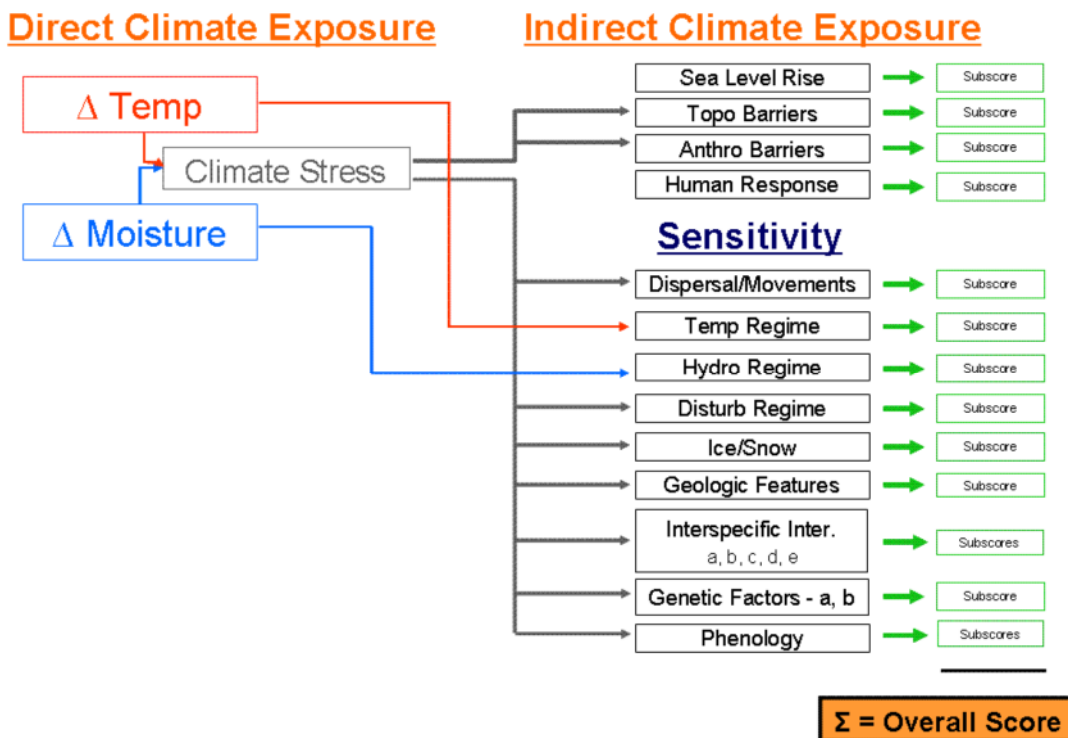 Direct Climate Exposure
Indirect Climate Exposure
Δ Temp
Climate Stress
Δ Moisture
Sea Level Rise
Subscore
Topo Barriers
Subscore
Anthro Barriers
Subscore
Human Response
Subscore
Sensitivity
Dispersal/Movements
Subscore
Temp Regime
Subscore
Hydro Regime
Subscore
Disturb Regime
Subscore
Ice/Snow
Subscore
Geologic Features
Subscore
Interspecific Inter.
a, b, c, d, e
Subscores
Genetic Factors - a, b
Subscore
Phenology
Subscores
Σ = Overall Score